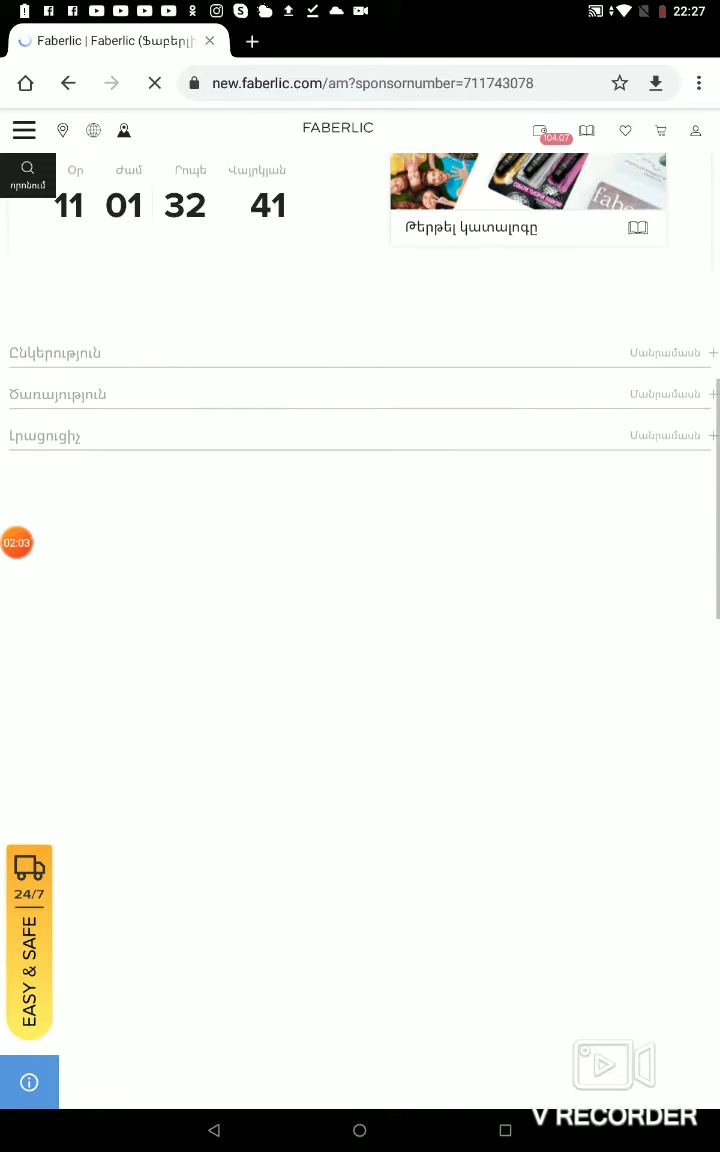 22:27
Faberlic | Faberlic (Ֆաբերլի
new.faberlic.com/am?sponsornumber=711743078
FABERLIC
104.07
որոնում
Օր Ժամ Րոպե Վայրկյան
11 01 32 41
Թերթել կատալոգը
Ընկերություն Մանրամասն +
Ծառայություն Մանրամասն +
Լրացուցիչ Մանրամասն +
02:03
24/7
EASY & SAFE
V RECORDER